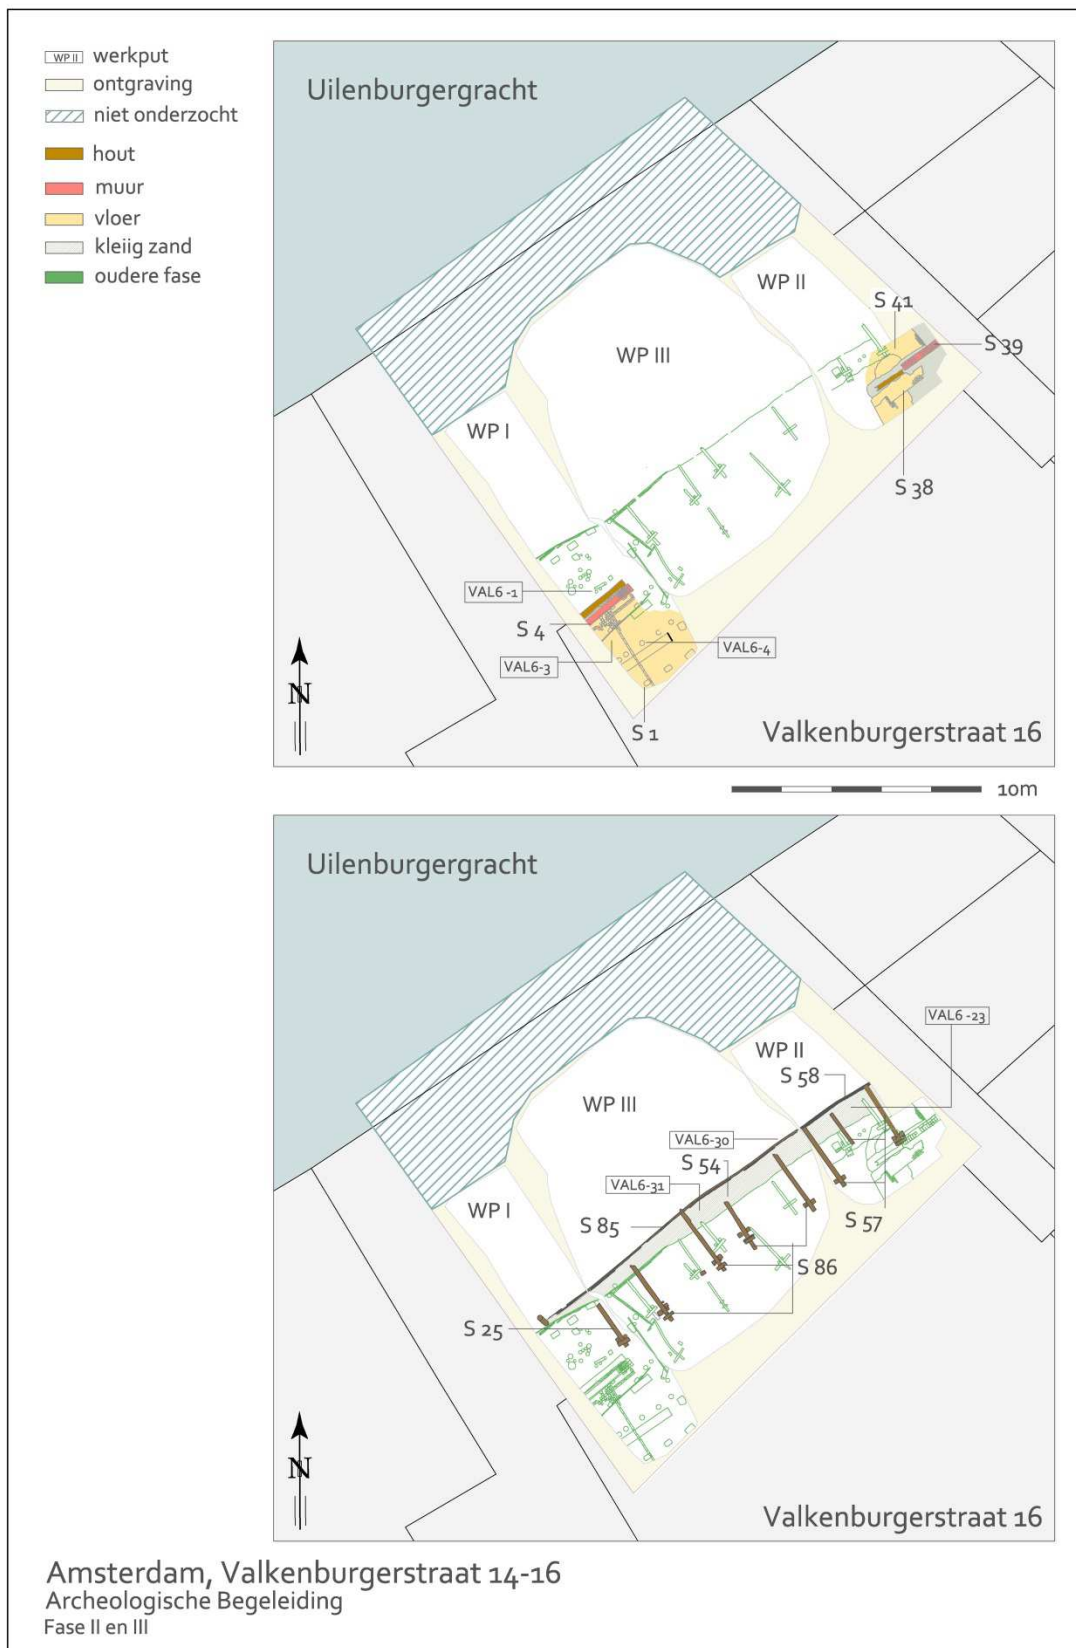 WP II werkput
ontgraving
niet onderzocht
hout
muur
vloer
kleiig zand
oudere fase
Uilenburgergracht
WP II
S 41
S 39
WP III
WP I
S 38
VAL6 -1
S 4
VAL6-3
VAL6-4
S 1
N
Valkenburgerstraat 16
10m
Uilenburgergracht
VAL6 -23
WP II
S 58
WP III
VAL6-30
S 54
VAL6-31
WP I
S 85
S 57
S 86
S 25
N
Valkenburgerstraat 16
Amsterdam, Valkenburgerstraat 14-16
Archeologische Begeleiding
Fase II en III